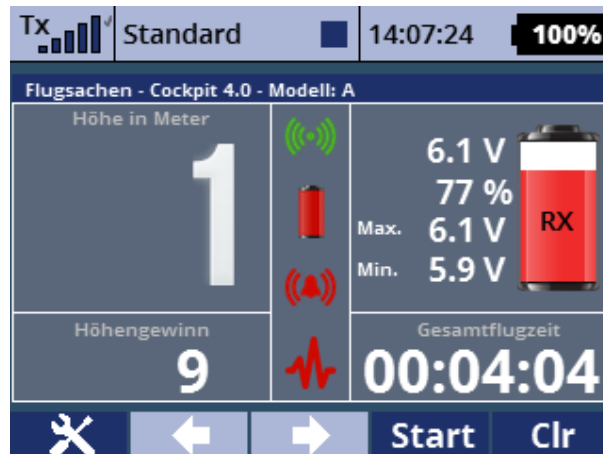 Tx Standard 14:07:24 100%
Flugsachen - Cockpit 4.0 - Modell: A
Höhe in Meter
1
6.1 V
77 %
Max. 6.1 V
Min. 5.9 V
RX
Höhengewinn
9
Gesamtflugzeit
00:04:04
Start Clr